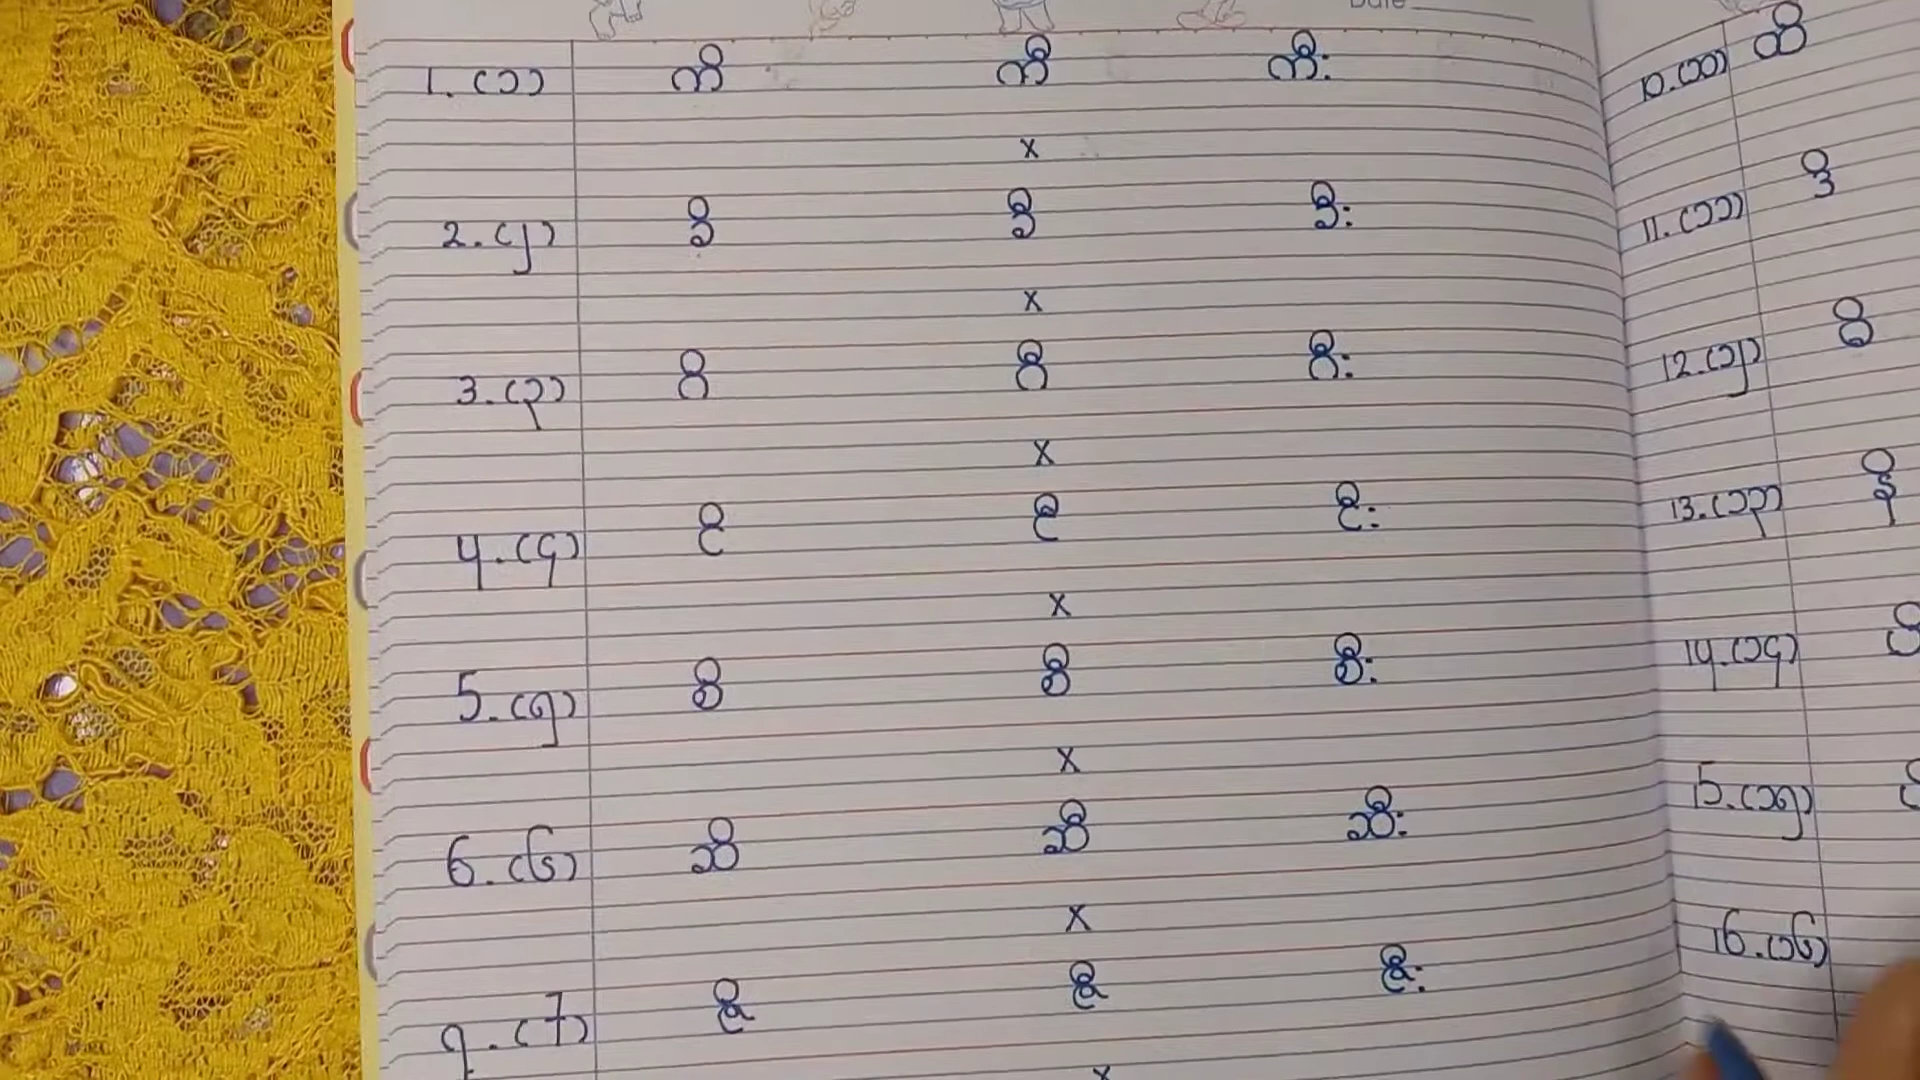 Date
1. (၁) ကိ ကီ ကီး
x
2. (၂) ခိ ခီ ခီး
x
3. (၃) ဂိ ဂီ ဂီး
x
4. (၄) ငိ ငီ ငီး
x
5. (၅) စိ စီ စီး
x
6. (၆) ဆိ ဆီ ဆီး
x
၇. (7) ဇိ ဇီ ဇီး
x
10. (၁၀) တိ
11. (၁၁) ဒိ
12. (၁၂) ဓိ
13. (၁၃) နိ
14. (၁၄)
15. (၁၅)
16. (၁၆)